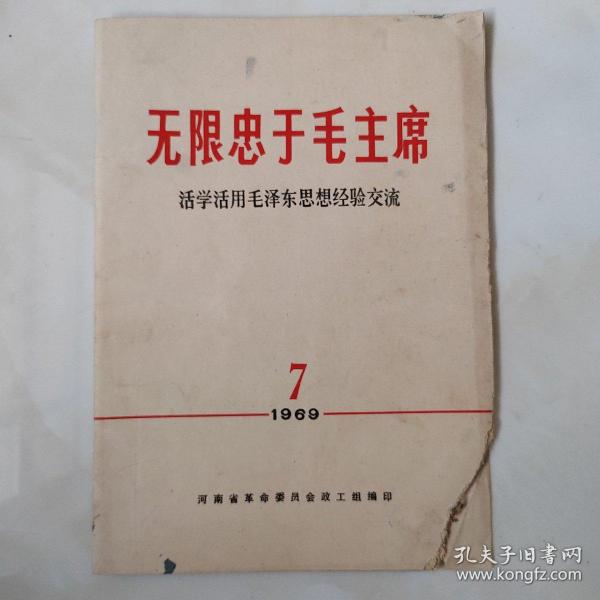 无限忠于毛主席
活学活用毛泽东思想经验交流
7
1969
河南省革命委员会政工组编印
孔夫子旧書网
www.kongfz.com